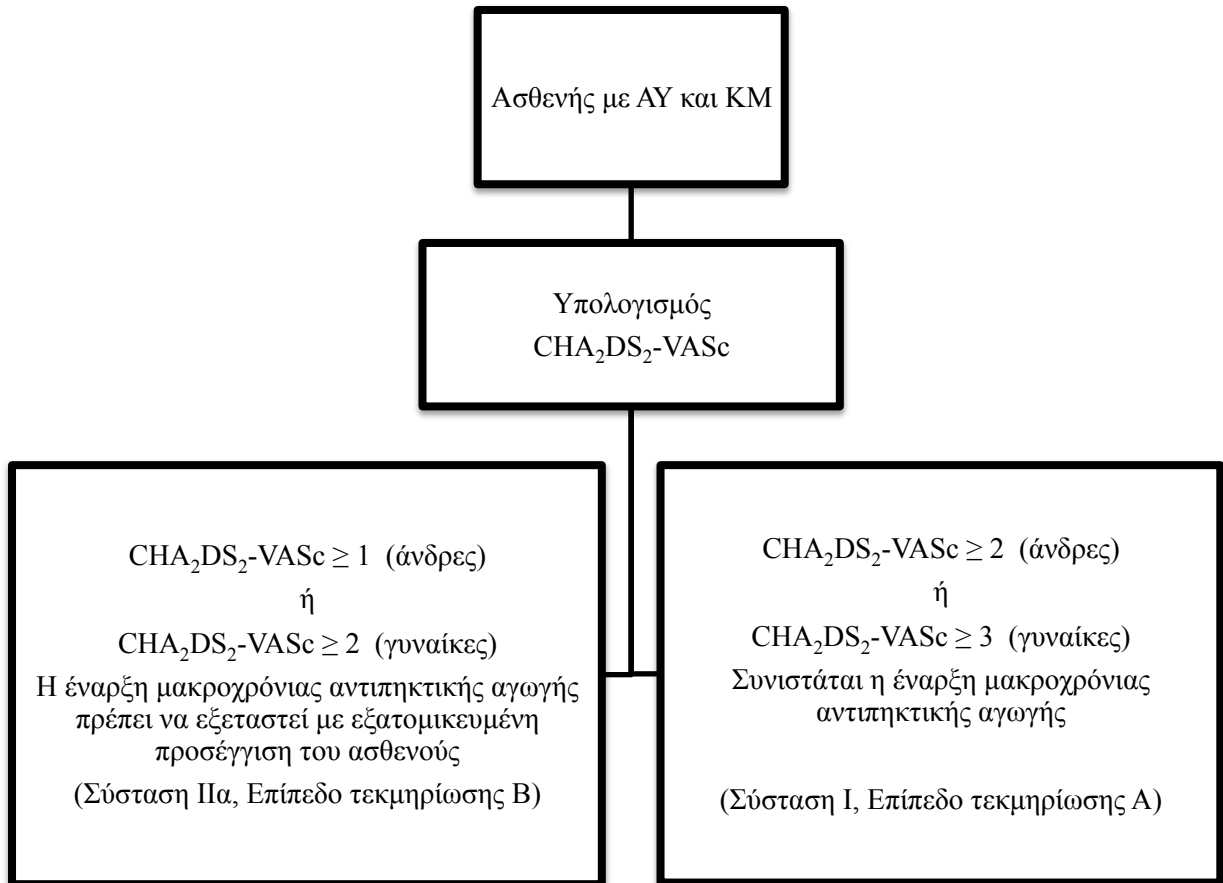 Ασθενής με ΑΥ και ΚΜ
Υπολογισμός
CHA₂DS₂-VASc
CHA₂DS₂-VASc ≥ 1 (άνδρες)
ή
CHA₂DS₂-VASc ≥ 2 (γυναίκες)
Η έναρξη μακροχρόνιας αντιπηκτικής αγωγής
πρέπει να εξεταστεί με εξατομικευμένη
προσέγγιση του ασθενούς
(Σύσταση ΙΙα, Επίπεδο τεκμηρίωσης Β)
CHA₂DS₂-VASc ≥ 2 (άνδρες)
ή
CHA₂DS₂-VASc ≥ 3 (γυναίκες)
Συνιστάται η έναρξη μακροχρόνιας
αντιπηκτικής αγωγής
(Σύσταση Ι, Επίπεδο τεκμηρίωσης Α)